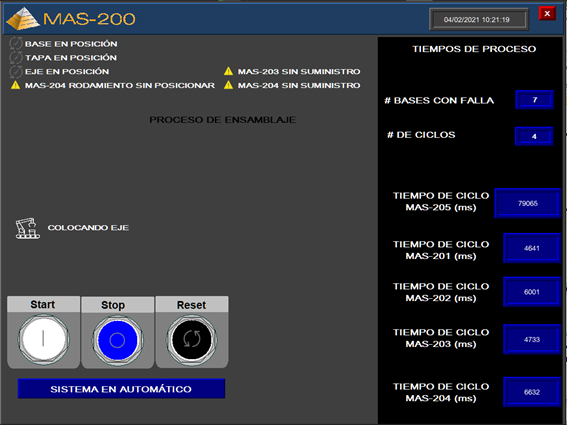 MAS-200
04/02/2021 10:21:19
X
BASE EN POSICIÓN
TAPA EN POSICIÓN
EJE EN POSICIÓN
MAS-203 SIN SUMINISTRO
MAS-204 RODAMIENTO SIN POSICIONAR
MAS-204 SIN SUMINISTRO
PROCESO DE ENSAMBLAJE
COLOCANDO EJE
Start
Stop
Reset
SISTEMA EN AUTOMÁTICO
TIEMPOS DE PROCESO
# BASES CON FALLA
7
# DE CICLOS
4
TIEMPO DE CICLO
MAS-205 (ms)
79065
TIEMPO DE CICLO
MAS-201 (ms)
4641
TIEMPO DE CICLO
MAS-202 (ms)
6001
TIEMPO DE CICLO
MAS-203 (ms)
4733
TIEMPO DE CICLO
MAS-204 (ms)
6632